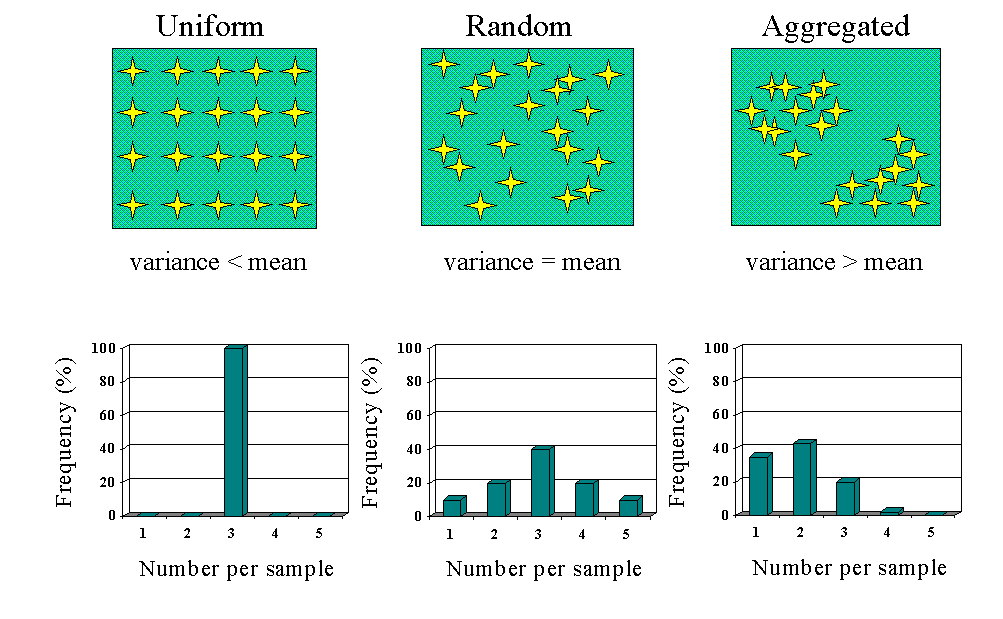 Uniform
Random
Aggregated
variance < mean
variance = mean
variance > mean
Frequency (%)
100
80
60
40
20
0
1 2 3 4 5
Number per sample
Frequency (%)
100
80
60
40
20
0
1 2 3 4 5
Number per sample
Frequency (%)
100
80
60
40
20
0
1 2 3 4 5
Number per sample